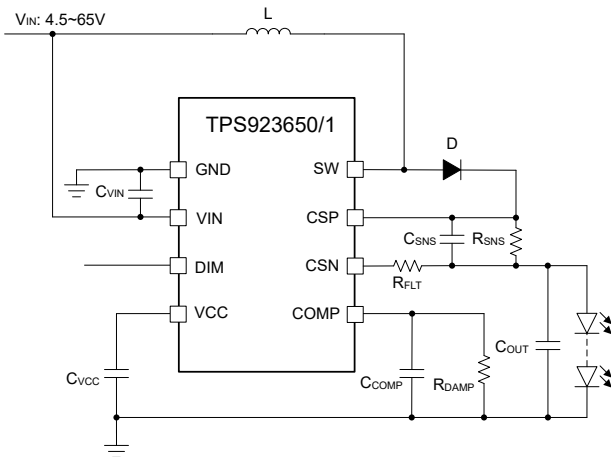 VIN: 4.5~65V
L
TPS923650/1
D
GND
SW
CVIN
VIN
CSP
CSNS
RSNS
DIM
CSN
RFLT
VCC
COMP
CVCC
CCOMP
RDAMP
COUT